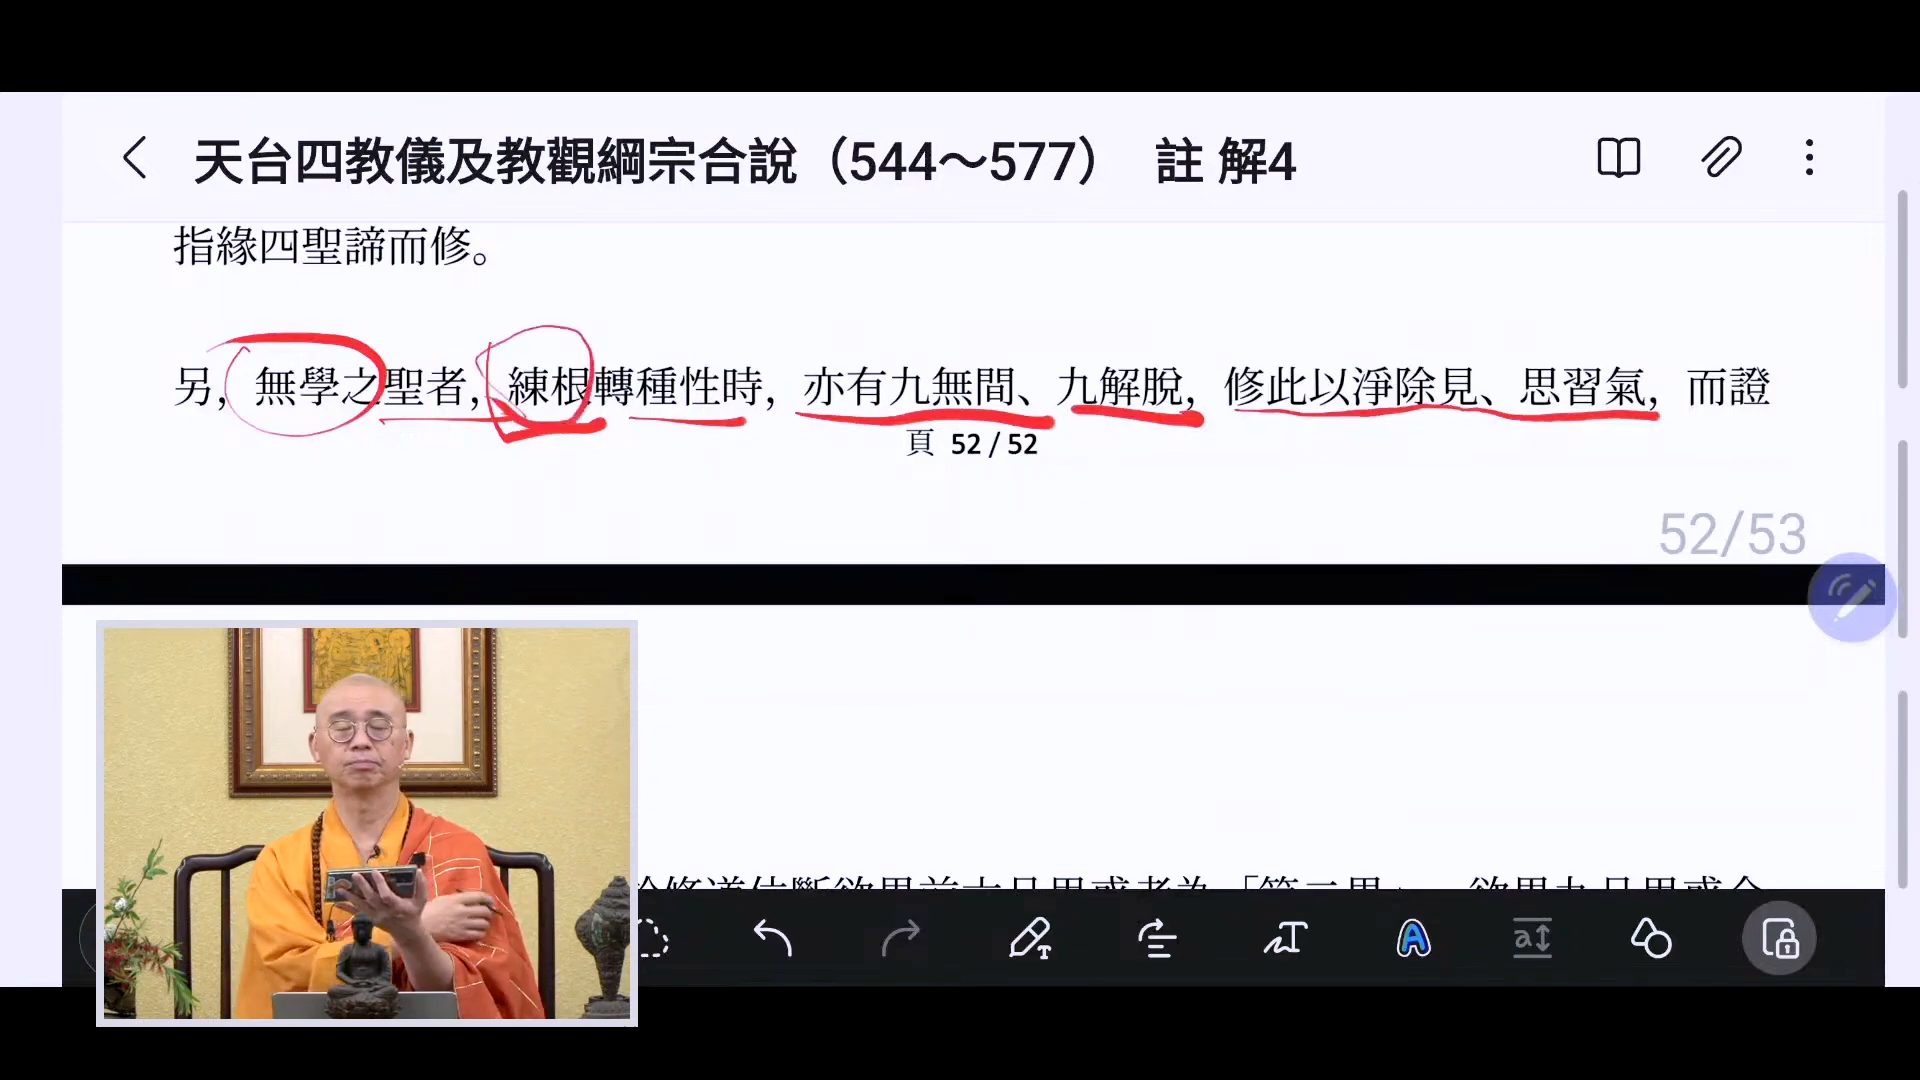 天台四教儀及教觀綱宗合說（544～577） 註 解4
指緣四聖諦而修。
另，無學之聖者，練根轉種性時，亦有九無間、九解脫，修此以淨除見、思習氣，而證
頁 52 / 52
52/53